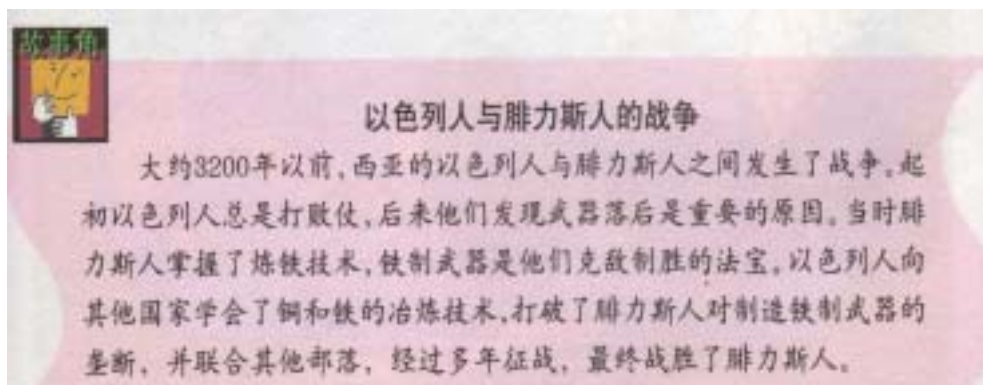 故事角
以色列人与腓力斯人的战争
大约3200年以前,西亚的以色列人与腓力斯人之间发生了战争。起
初以色列人总是打败仗,后来他们发现武器落后是重要的原因。当时腓
力斯人掌握了炼铁技术,铁制武器是他们克敌制胜的法宝。以色列人向
其他国家学会了铜和铁的冶炼技术,打破了腓力斯人对制造铁制武器的
垄断,并联合其他部落,经过多年征战,最终战胜了腓力斯人。